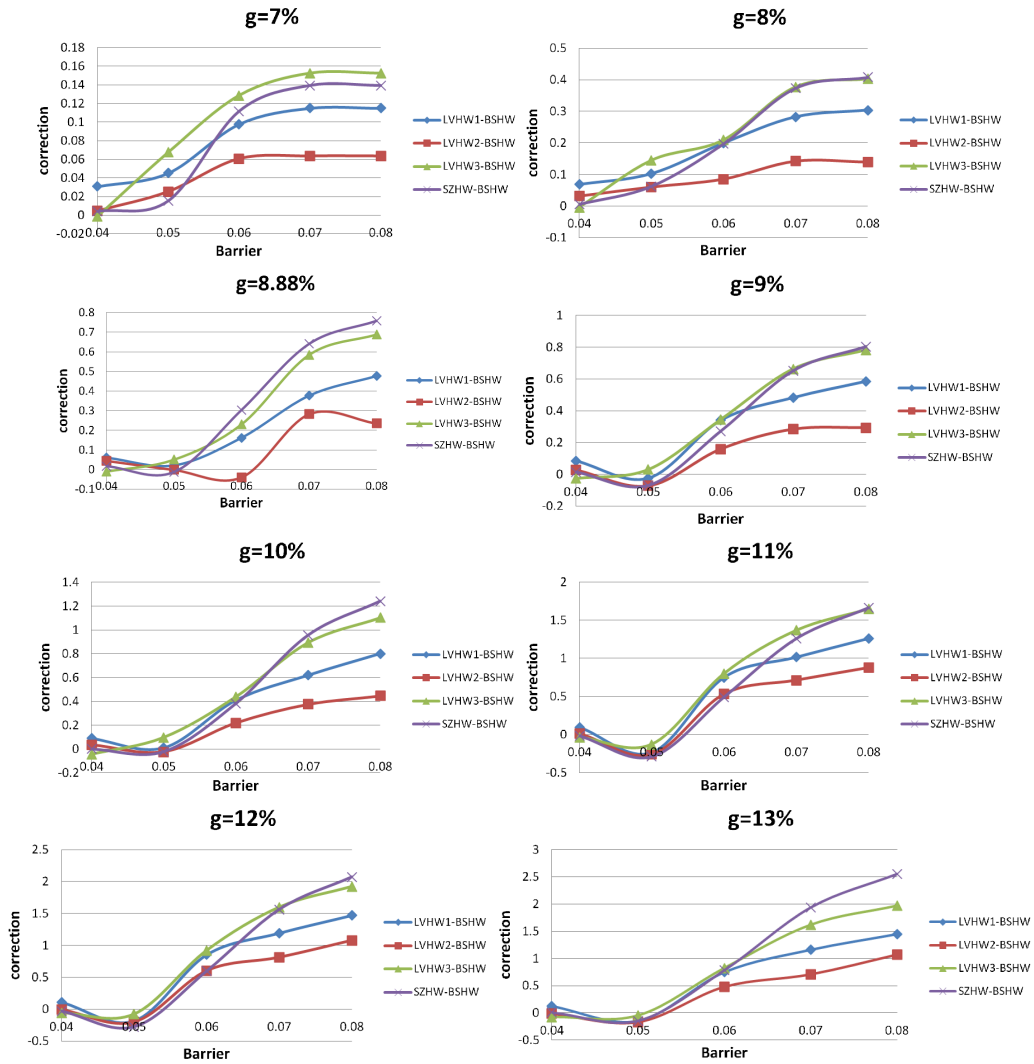 g=7%
0.18
0.16
0.14
0.12
0.1
0.08
0.06
0.04
0.02
0
-0.02
correction
0.04 0.05 0.06 0.07 0.08
Barrier
LVHW1-BSHW
LVHW2-BSHW
LVHW3-BSHW
SZHW-BSHW
g=8%
0.5
0.4
0.3
0.2
0.1
0
-0.1
correction
0.04 0.05 0.06 0.07 0.08
Barrier
LVHW1-BSHW
LVHW2-BSHW
LVHW3-BSHW
SZHW-BSHW
g=8.88%
0.8
0.7
0.6
0.5
0.4
0.3
0.2
0.1
0
-0.1
correction
0.04 0.05 0.06 0.07 0.08
Barrier
LVHW1-BSHW
LVHW2-BSHW
LVHW3-BSHW
SZHW-BSHW
g=9%
1
0.8
0.6
0.4
0.2
0
-0.2
correction
0.04 0.05 0.06 0.07 0.08
Barrier
LVHW1-BSHW
LVHW2-BSHW
LVHW3-BSHW
SZHW-BSHW
g=10%
1.4
1.2
1
0.8
0.6
0.4
0.2
0
-0.2
correction
0.04 0.05 0.06 0.07 0.08
Barrier
LVHW1-BSHW
LVHW2-BSHW
LVHW3-BSHW
SZHW-BSHW
g=11%
2
1.5
1
0.5
0
-0.5
correction
0.04 0.05 0.06 0.07 0.08
Barrier
LVHW1-BSHW
LVHW2-BSHW
LVHW3-BSHW
SZHW-BSHW
g=12%
2.5
2
1.5
1
0.5
0
-0.5
correction
0.04 0.05 0.06 0.07 0.08
Barrier
LVHW1-BSHW
LVHW2-BSHW
LVHW3-BSHW
SZHW-BSHW
g=13%
3
2.5
2
1.5
1
0.5
0
-0.5
correction
0.04 0.05 0.06 0.07 0.08
Barrier
LVHW1-BSHW
LVHW2-BSHW
LVHW3-BSHW
SZHW-BSHW